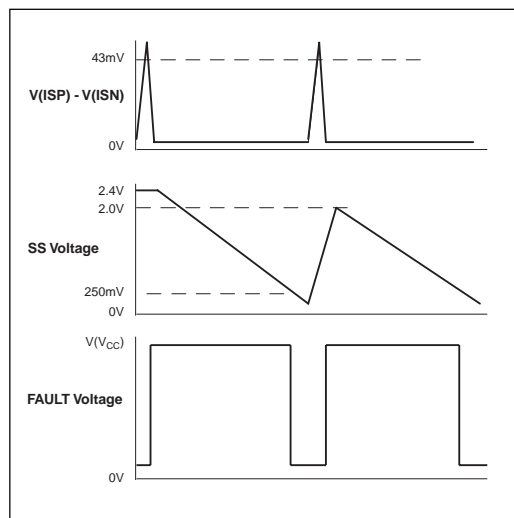 43mV
V(ISP) - V(ISN)
0V
2.4V
2.0V
SS Voltage
250mV
0V
V(VCC)
FAULT Voltage
0V